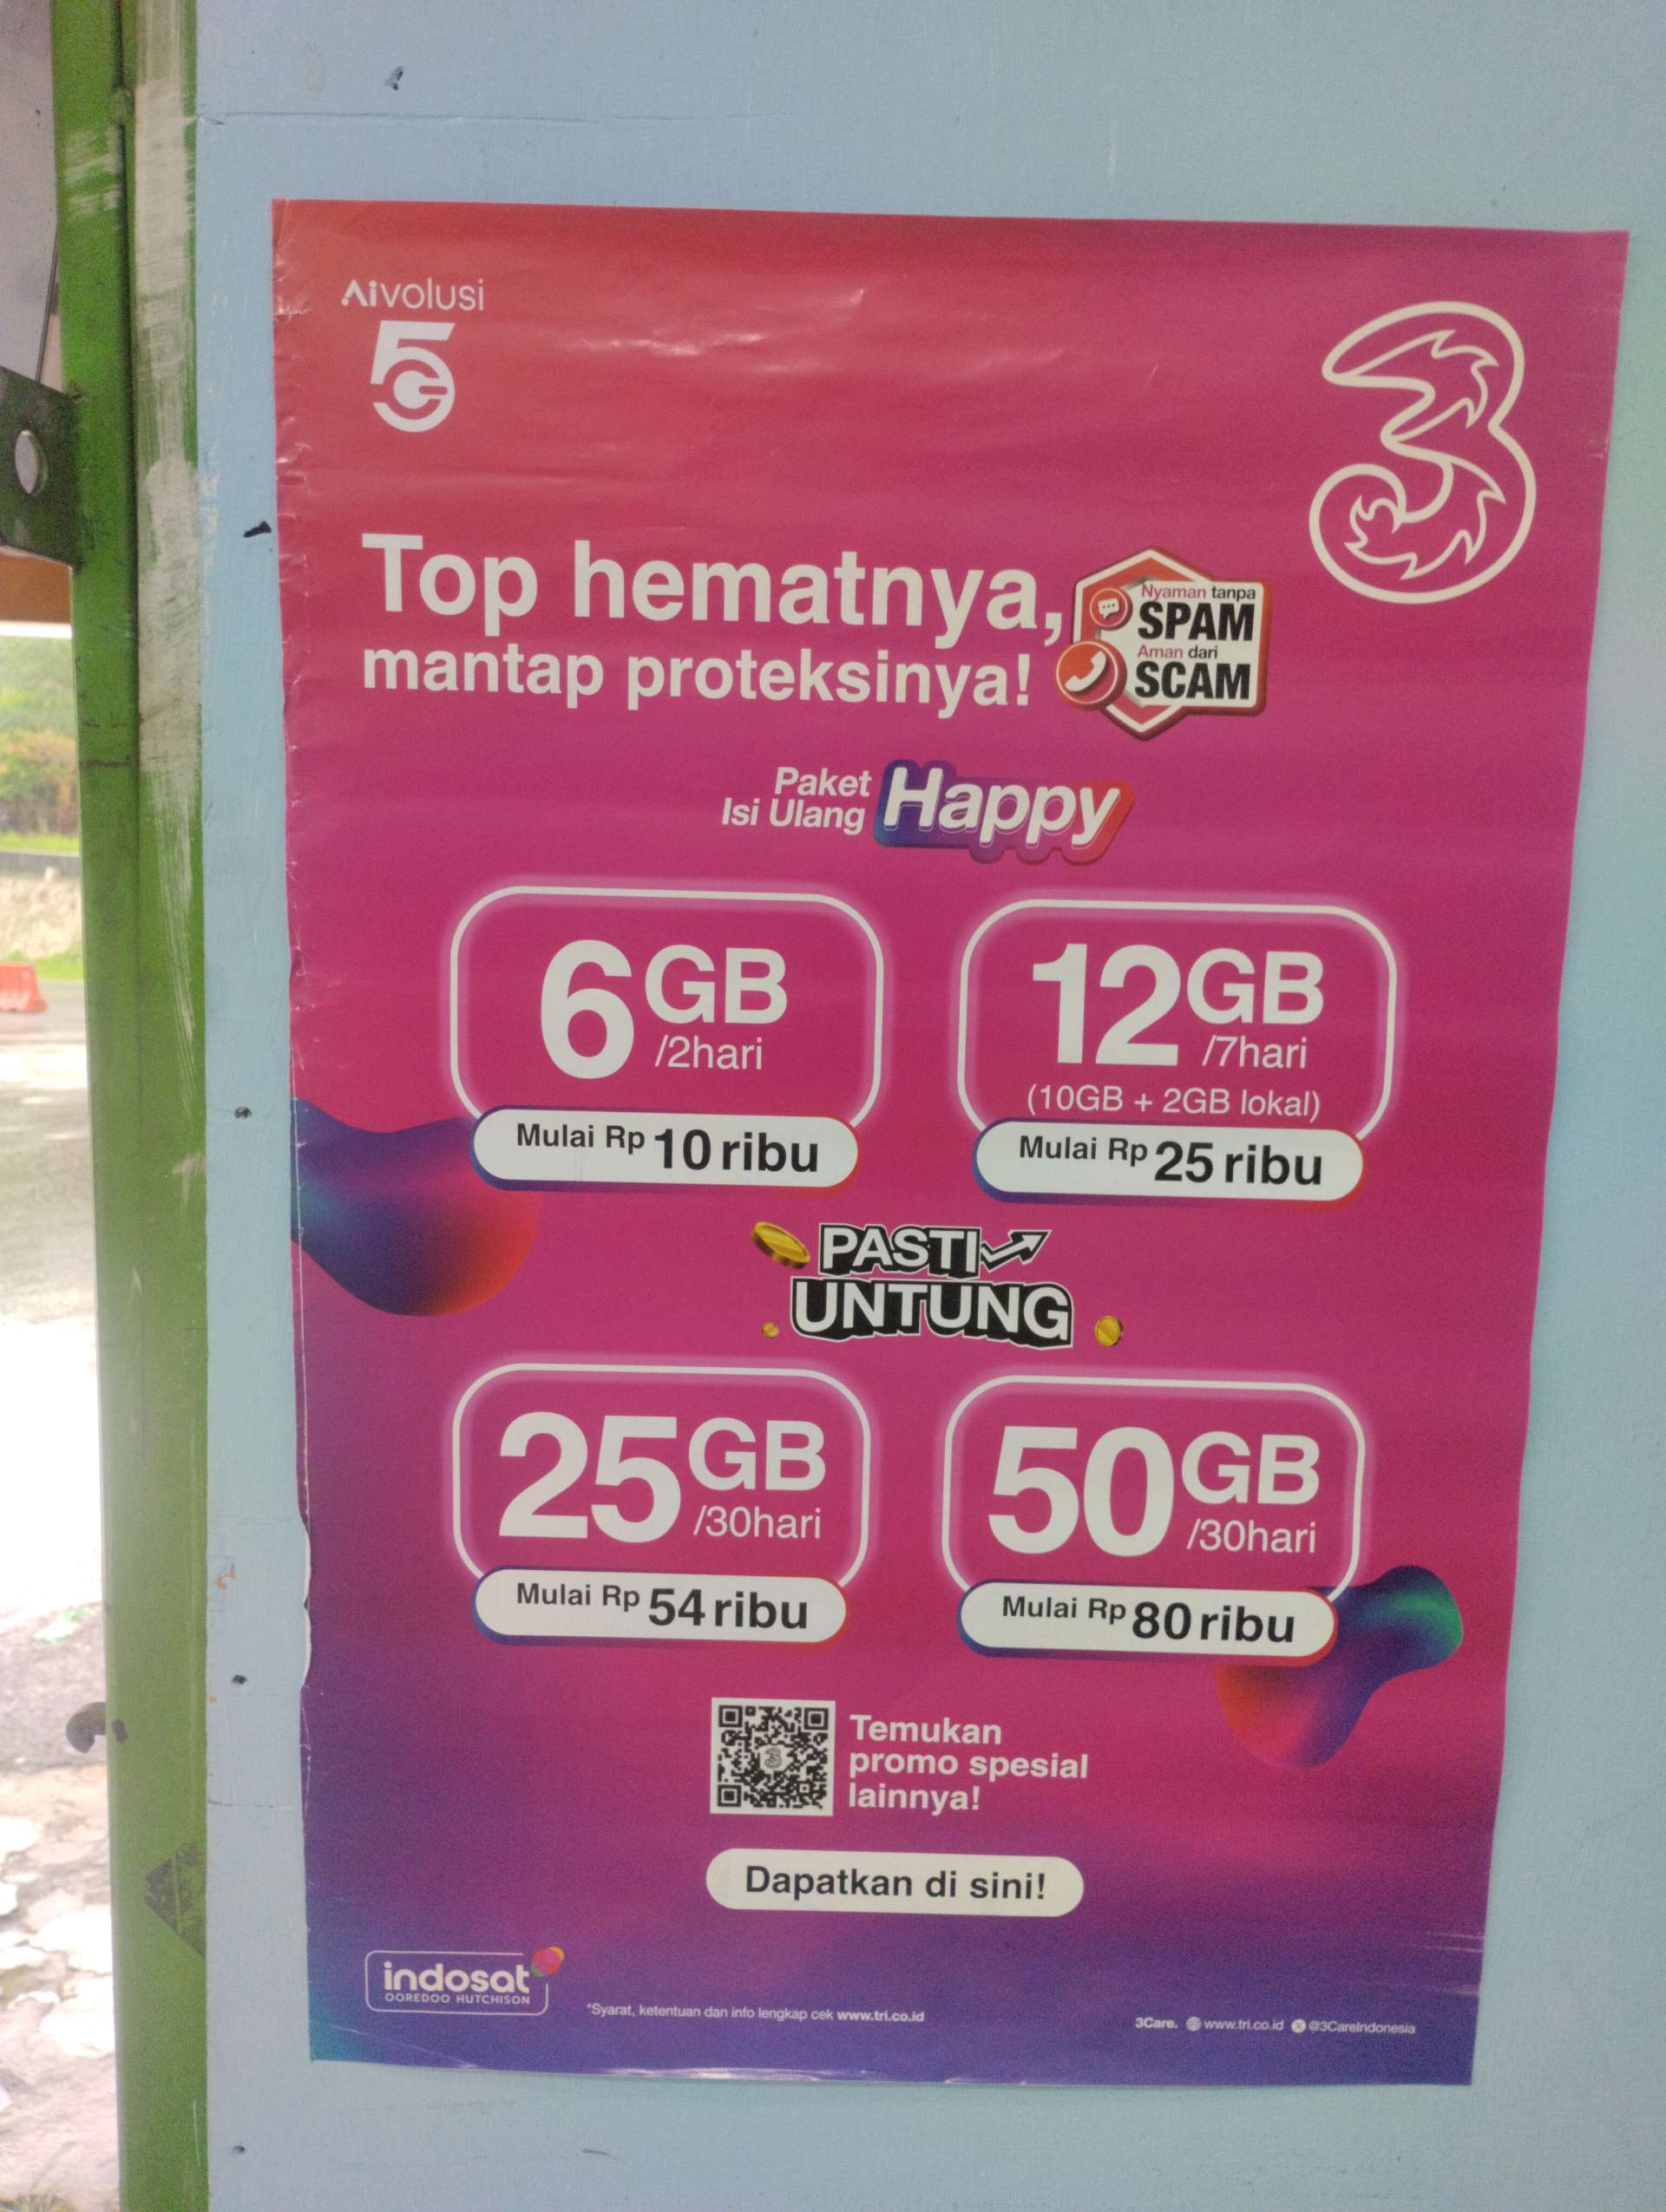 Aivolusi
5G
3
Top hematnya,
mantap proteksinya!
Nyaman tanpa
SPAM
Aman dari
SCAM
Paket
Isi Ulang
Happy
6GB
/2hari
Mulai Rp 10 ribu
12GB
/7hari
(10GB + 2GB lokal)
Mulai Rp 25 ribu
PASTI
UNTUNG
25GB
/30hari
Mulai Rp 54 ribu
50GB
/30hari
Mulai Rp 80 ribu
Temukan
promo spesial
lainnya!
Dapatkan di sini!
indosat
OOREDOO HUTCHISON
*Syarat, ketentuan dan info lengkap cek www.tri.co.id
3Care. www.tri.co.id @3CareIndonesia